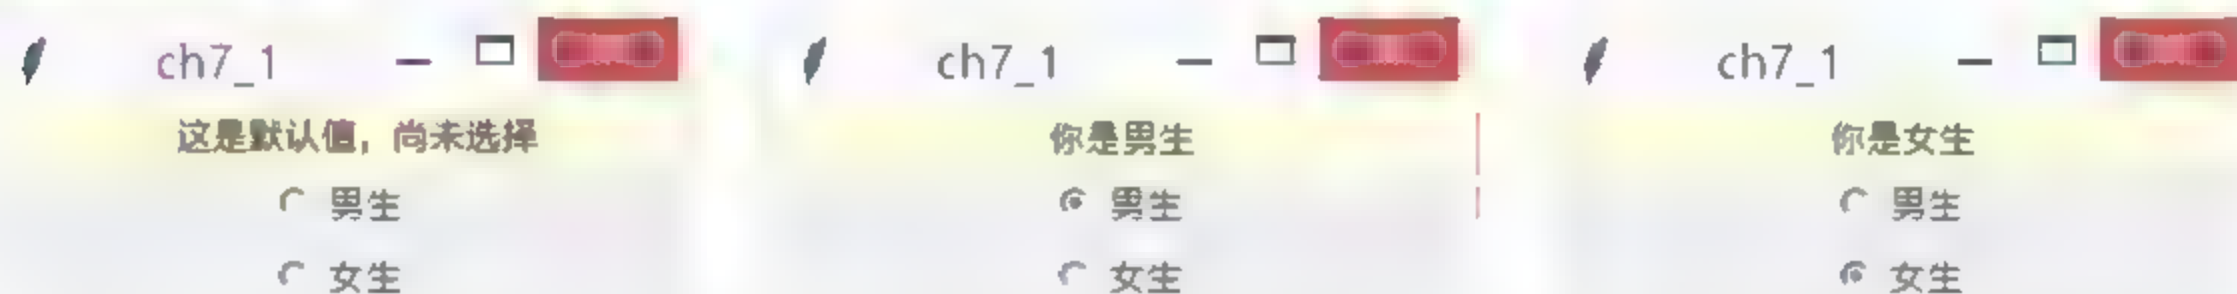 ch7_1
这是默认值，尚未选择
男生
女生
ch7_1
你是男生
男生
女生
ch7_1
你是女生
男生
女生